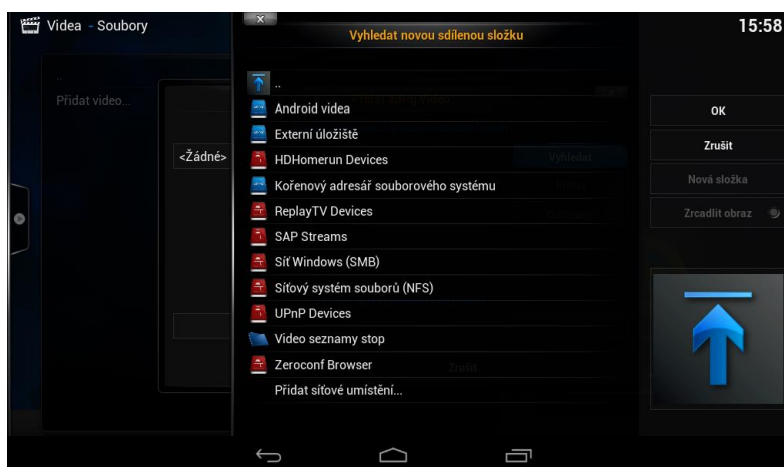 Videa - Soubory
x
Vyhledat novou sdílenou složku
15:58
..
Přidat video...
<Žádné>
..
Android videa
Externí úložiště
HDHomerun Devices
Kořenový adresář souborového systému
ReplayTV Devices
SAP Streams
Síť Windows (SMB)
Síťový systém souborů (NFS)
UPnP Devices
Video seznamy stop
Zeroconf Browser
Přidat síťové umístění...
Vyhledat
Zrušit
OK
Zrušit
Nová složka
Zrcadlit obraz